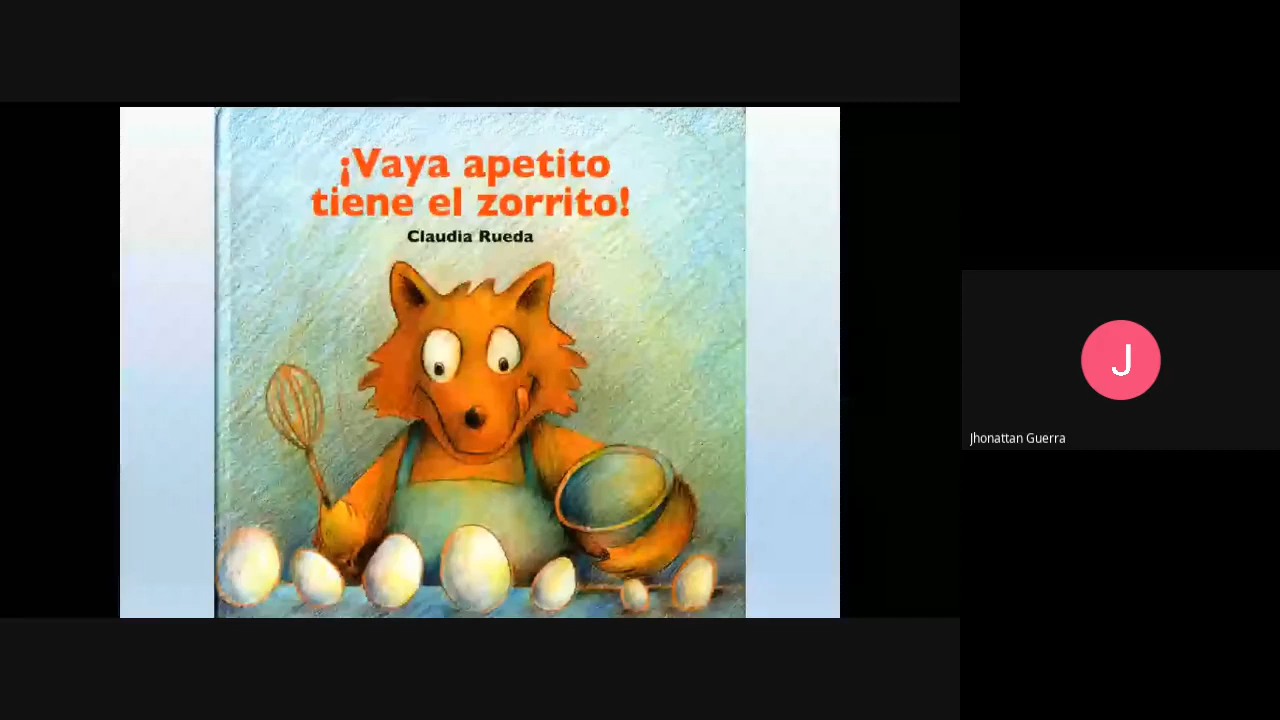 ¡Vaya apetito
tiene el zorrito!
Claudia Rueda
J
Jhonattan Guerra